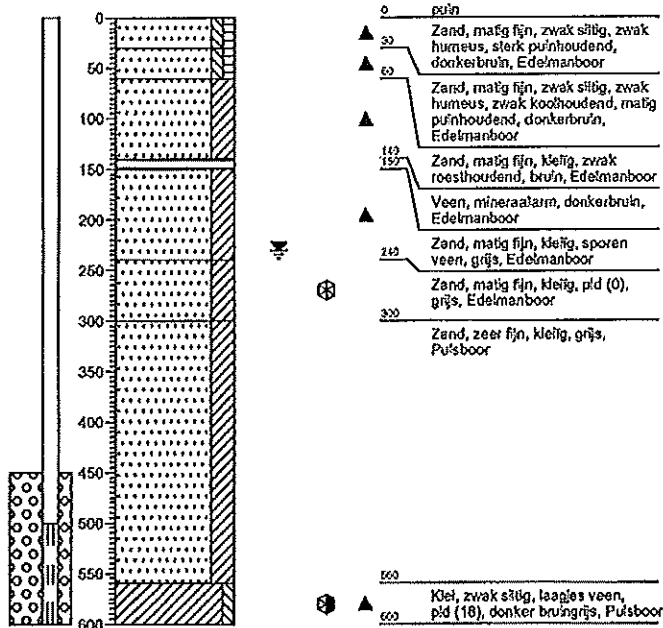 0
50
100
150
200
250
300
350
400
450
500
550
600
0 puin
Zand, matig fijn, zwak siltig, zwak
humeus, sterk puinhoudend,
donkerbruin, Edelmanboor
30
60
Zand, matig fijn, zwak siltig, zwak
humeus, zwak koolhoudend, matig
puinhoudend, donkerbruin,
Edelmanboor
140
150
Zand, matig fijn, kleiig, zwak
roesthoudend, bruin, Edelmanboor
Veen, mineraalarm, donkerbruin,
Edelmanboor
Zand, matig fijn, kleiig, sporen
veen, grijs, Edelmanboor
240
Zand, matig fijn, kleiig, pid (0),
grijs, Edelmanboor
300
Zand, zeer fijn, kleiig, grijs,
Pulsboor
560
Klei, zwak siltig, laagjes veen,
pid (18), donker bruingrijs, Pulsboor
600